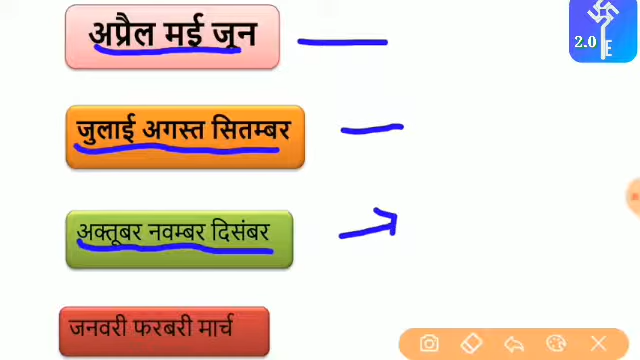 अप्रैल मई जून
जुलाई अगस्त सितम्बर
अक्तूबर नवम्बर दिसंबर
जनवरी फरबरी मार्च
2.0
E